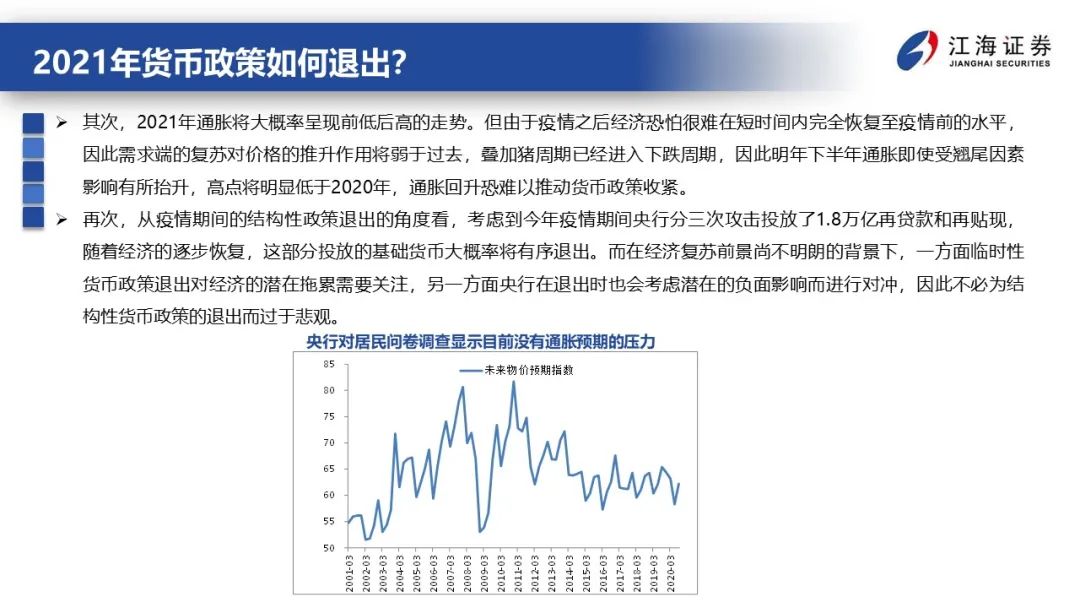 2021年货币政策如何退出？
江海证券
JIANGHAI SECURITIES
➢ 其次，2021年通胀将大概率呈现前低后高的走势。但由于疫情之后经济恐怕很难在短时间内完全恢复至疫情前的水平，
因此需求端的复苏对价格的推升作用将弱于过去，叠加猪周期已经进入下跌周期，因此明年下半年通胀即使受翘尾因素
影响有所抬升，高点将明显低于2020年，通胀回升恐难以推动货币政策收紧。
➢ 再次，从疫情期间的结构性政策退出的角度看，考虑到今年疫情期间央行分三次攻击投放了1.8万亿再贷款和再贴现，
随着经济的逐步恢复，这部分投放的基础货币大概率将有序退出。而在经济复苏前景尚不明朗的背景下，一方面临时性
货币政策退出对经济的潜在拖累需要关注，另一方面央行在退出时也会考虑潜在的负面影响而进行对冲，因此不必为结
构性货币政策的退出而过于悲观。
央行对居民问卷调查显示目前没有通胀预期的压力
未来物价预期指数
85
80
75
70
65
60
55
50
2001-03
2002-03
2003-03
2004-03
2005-03
2006-03
2007-03
2008-03
2009-03
2010-03
2011-03
2012-03
2013-03
2014-03
2015-03
2016-03
2017-03
2018-03
2019-03
2020-03